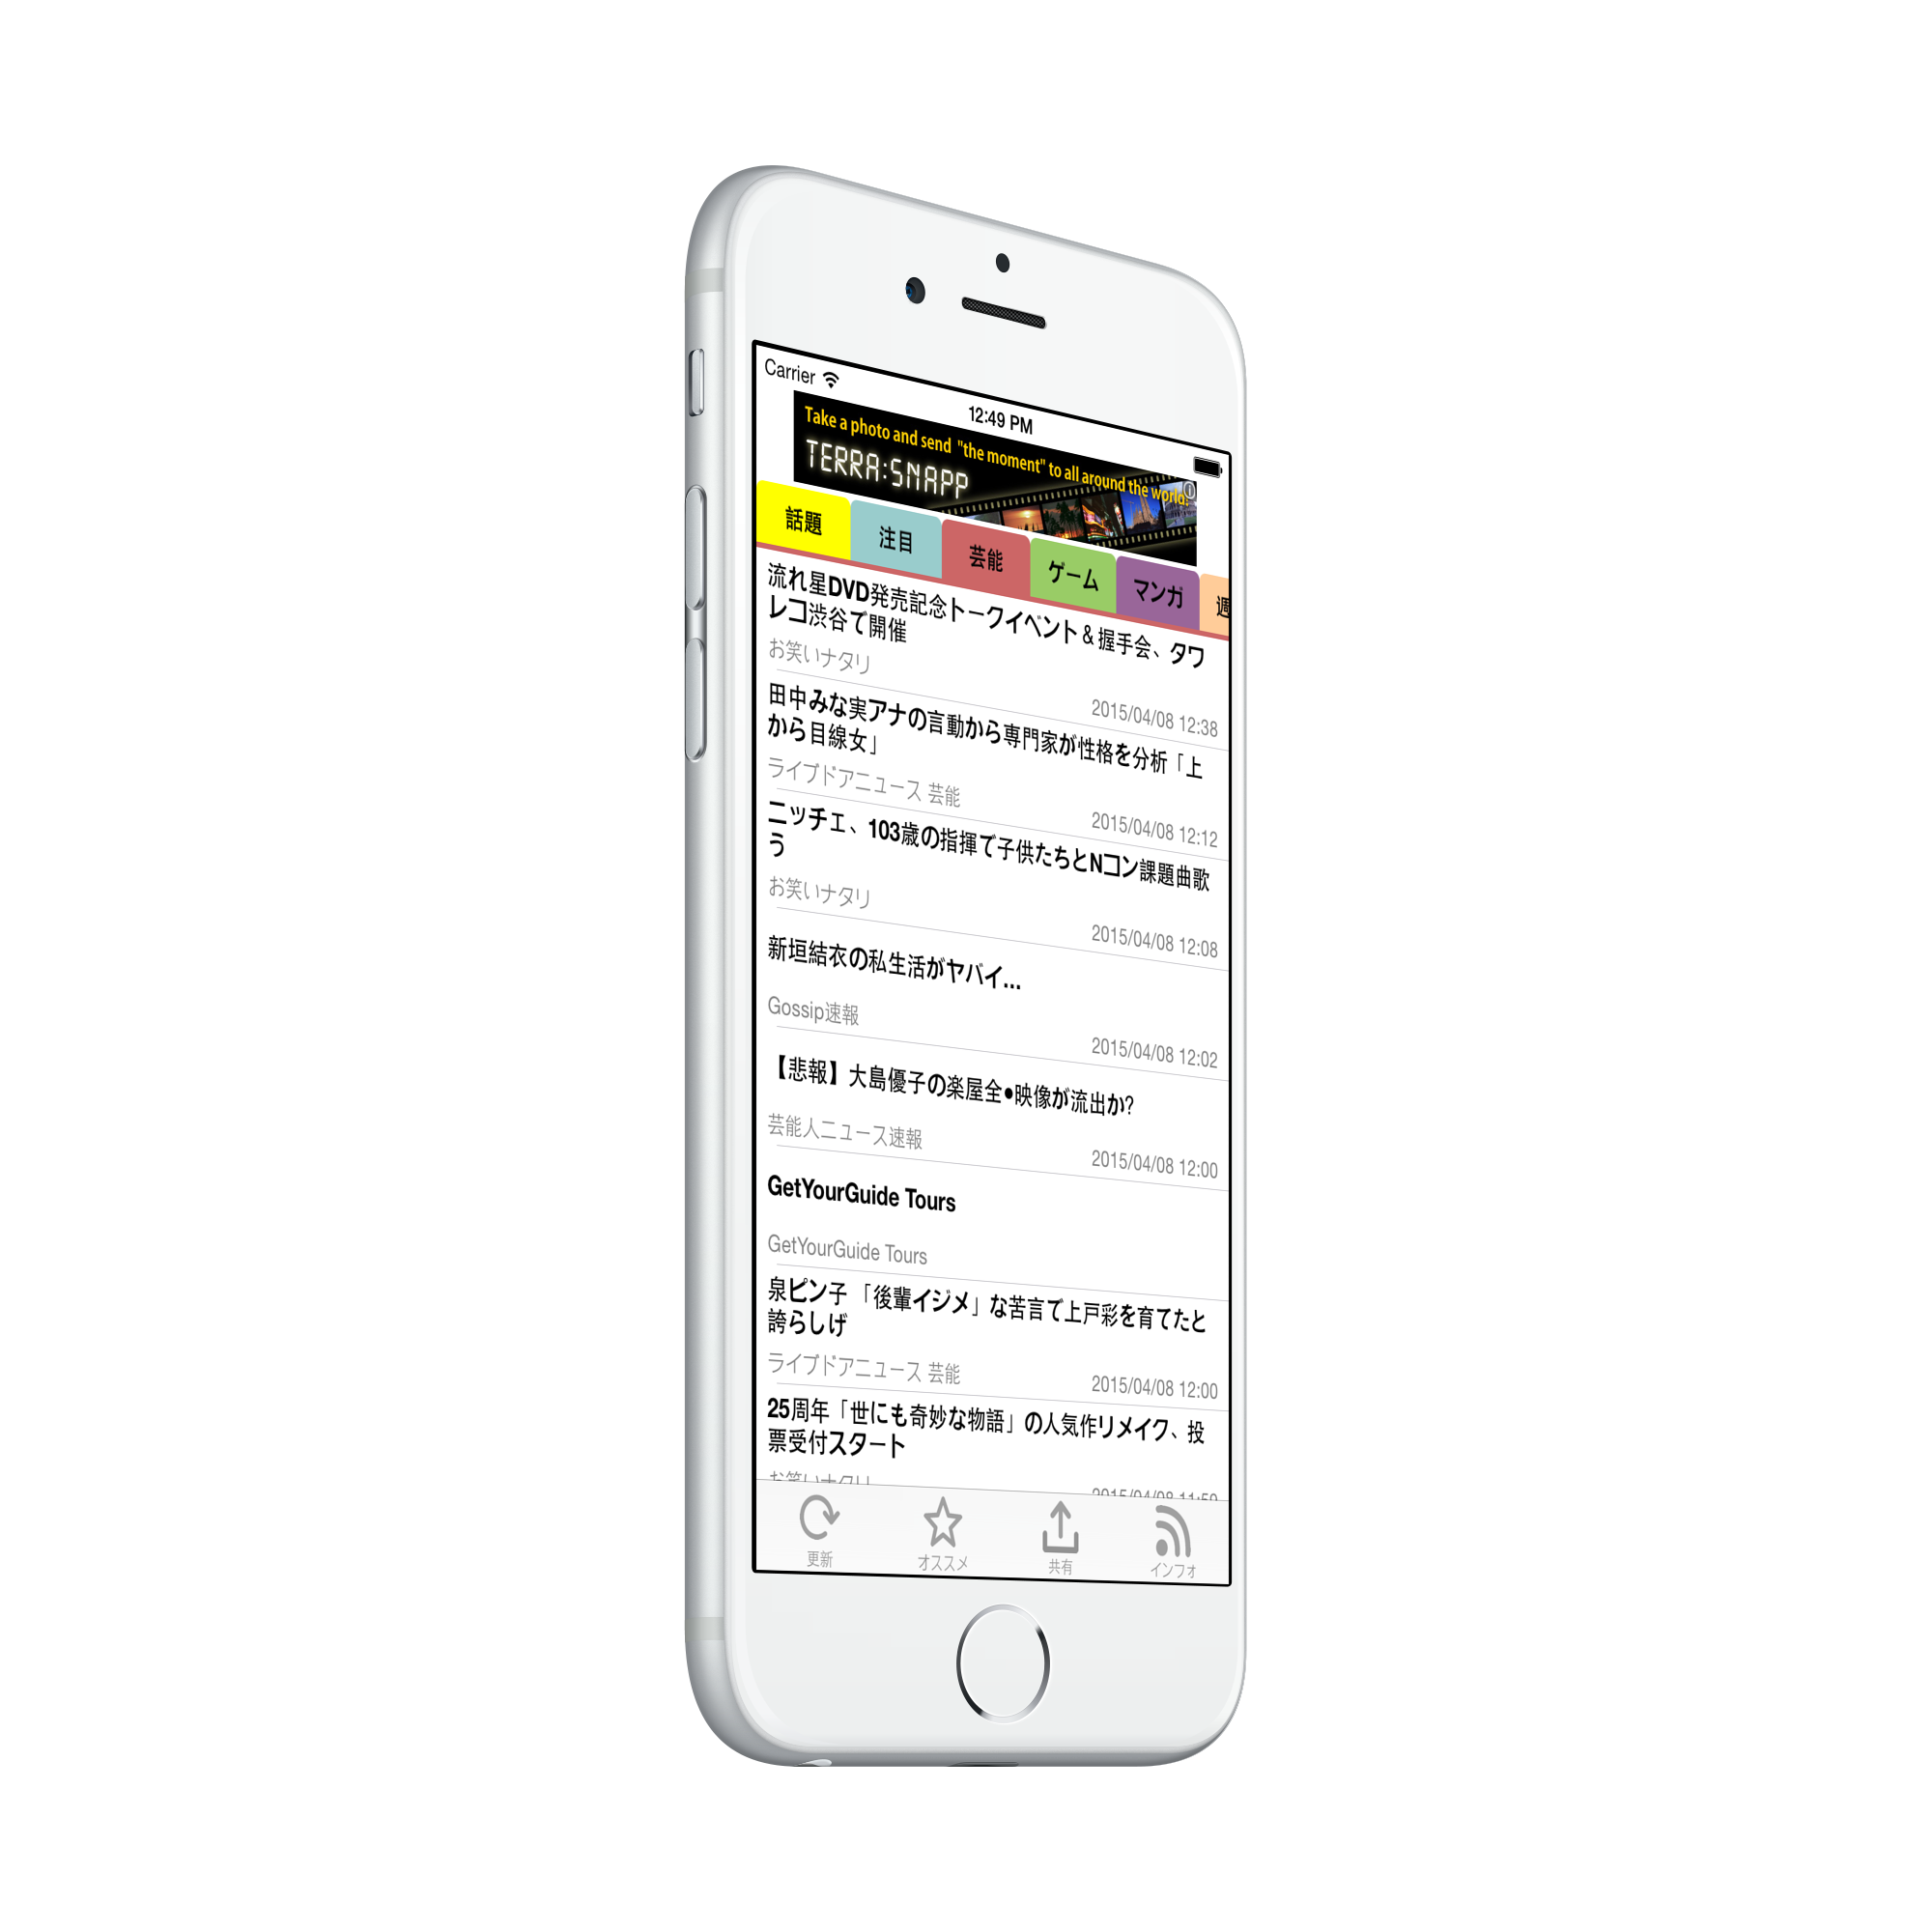 Carrier
12:49 PM
Take a photo and send "the moment" to all around the world.
TERRA:SNAPP
話題
注目
芸能
ゲーム
マンガ
週
流れ星DVD発売記念トークイベント＆握手会、タワ
レコ渋谷で開催
お笑いナタリ
2015/04/08 12:38
田中みな実アナの言動から専門家が性格を分析「上
から目線女」
ライブドアニュース 芸能
2015/04/08 12:12
ニッチェ、103歳の指揮で子供たちとNコン課題曲歌
う
お笑いナタリ
2015/04/08 12:08
新垣結衣の私生活がヤバイ...
Gossip速報
2015/04/08 12:02
【悲報】大島優子の楽屋全●映像が流出か?
芸能人ニュース速報
2015/04/08 12:00
GetYourGuide Tours
GetYourGuide Tours
泉ピン子「後輩イジメ」な苦言で上戸彩を育てたと
誇らしげ
ライブドアニュース 芸能
2015/04/08 12:00
25周年「世にも奇妙な物語」の人気作リメイク、投
票受付スタート
お笑いナタリ
2015/04/08 11:59
更新
オススメ
共有
インフォ